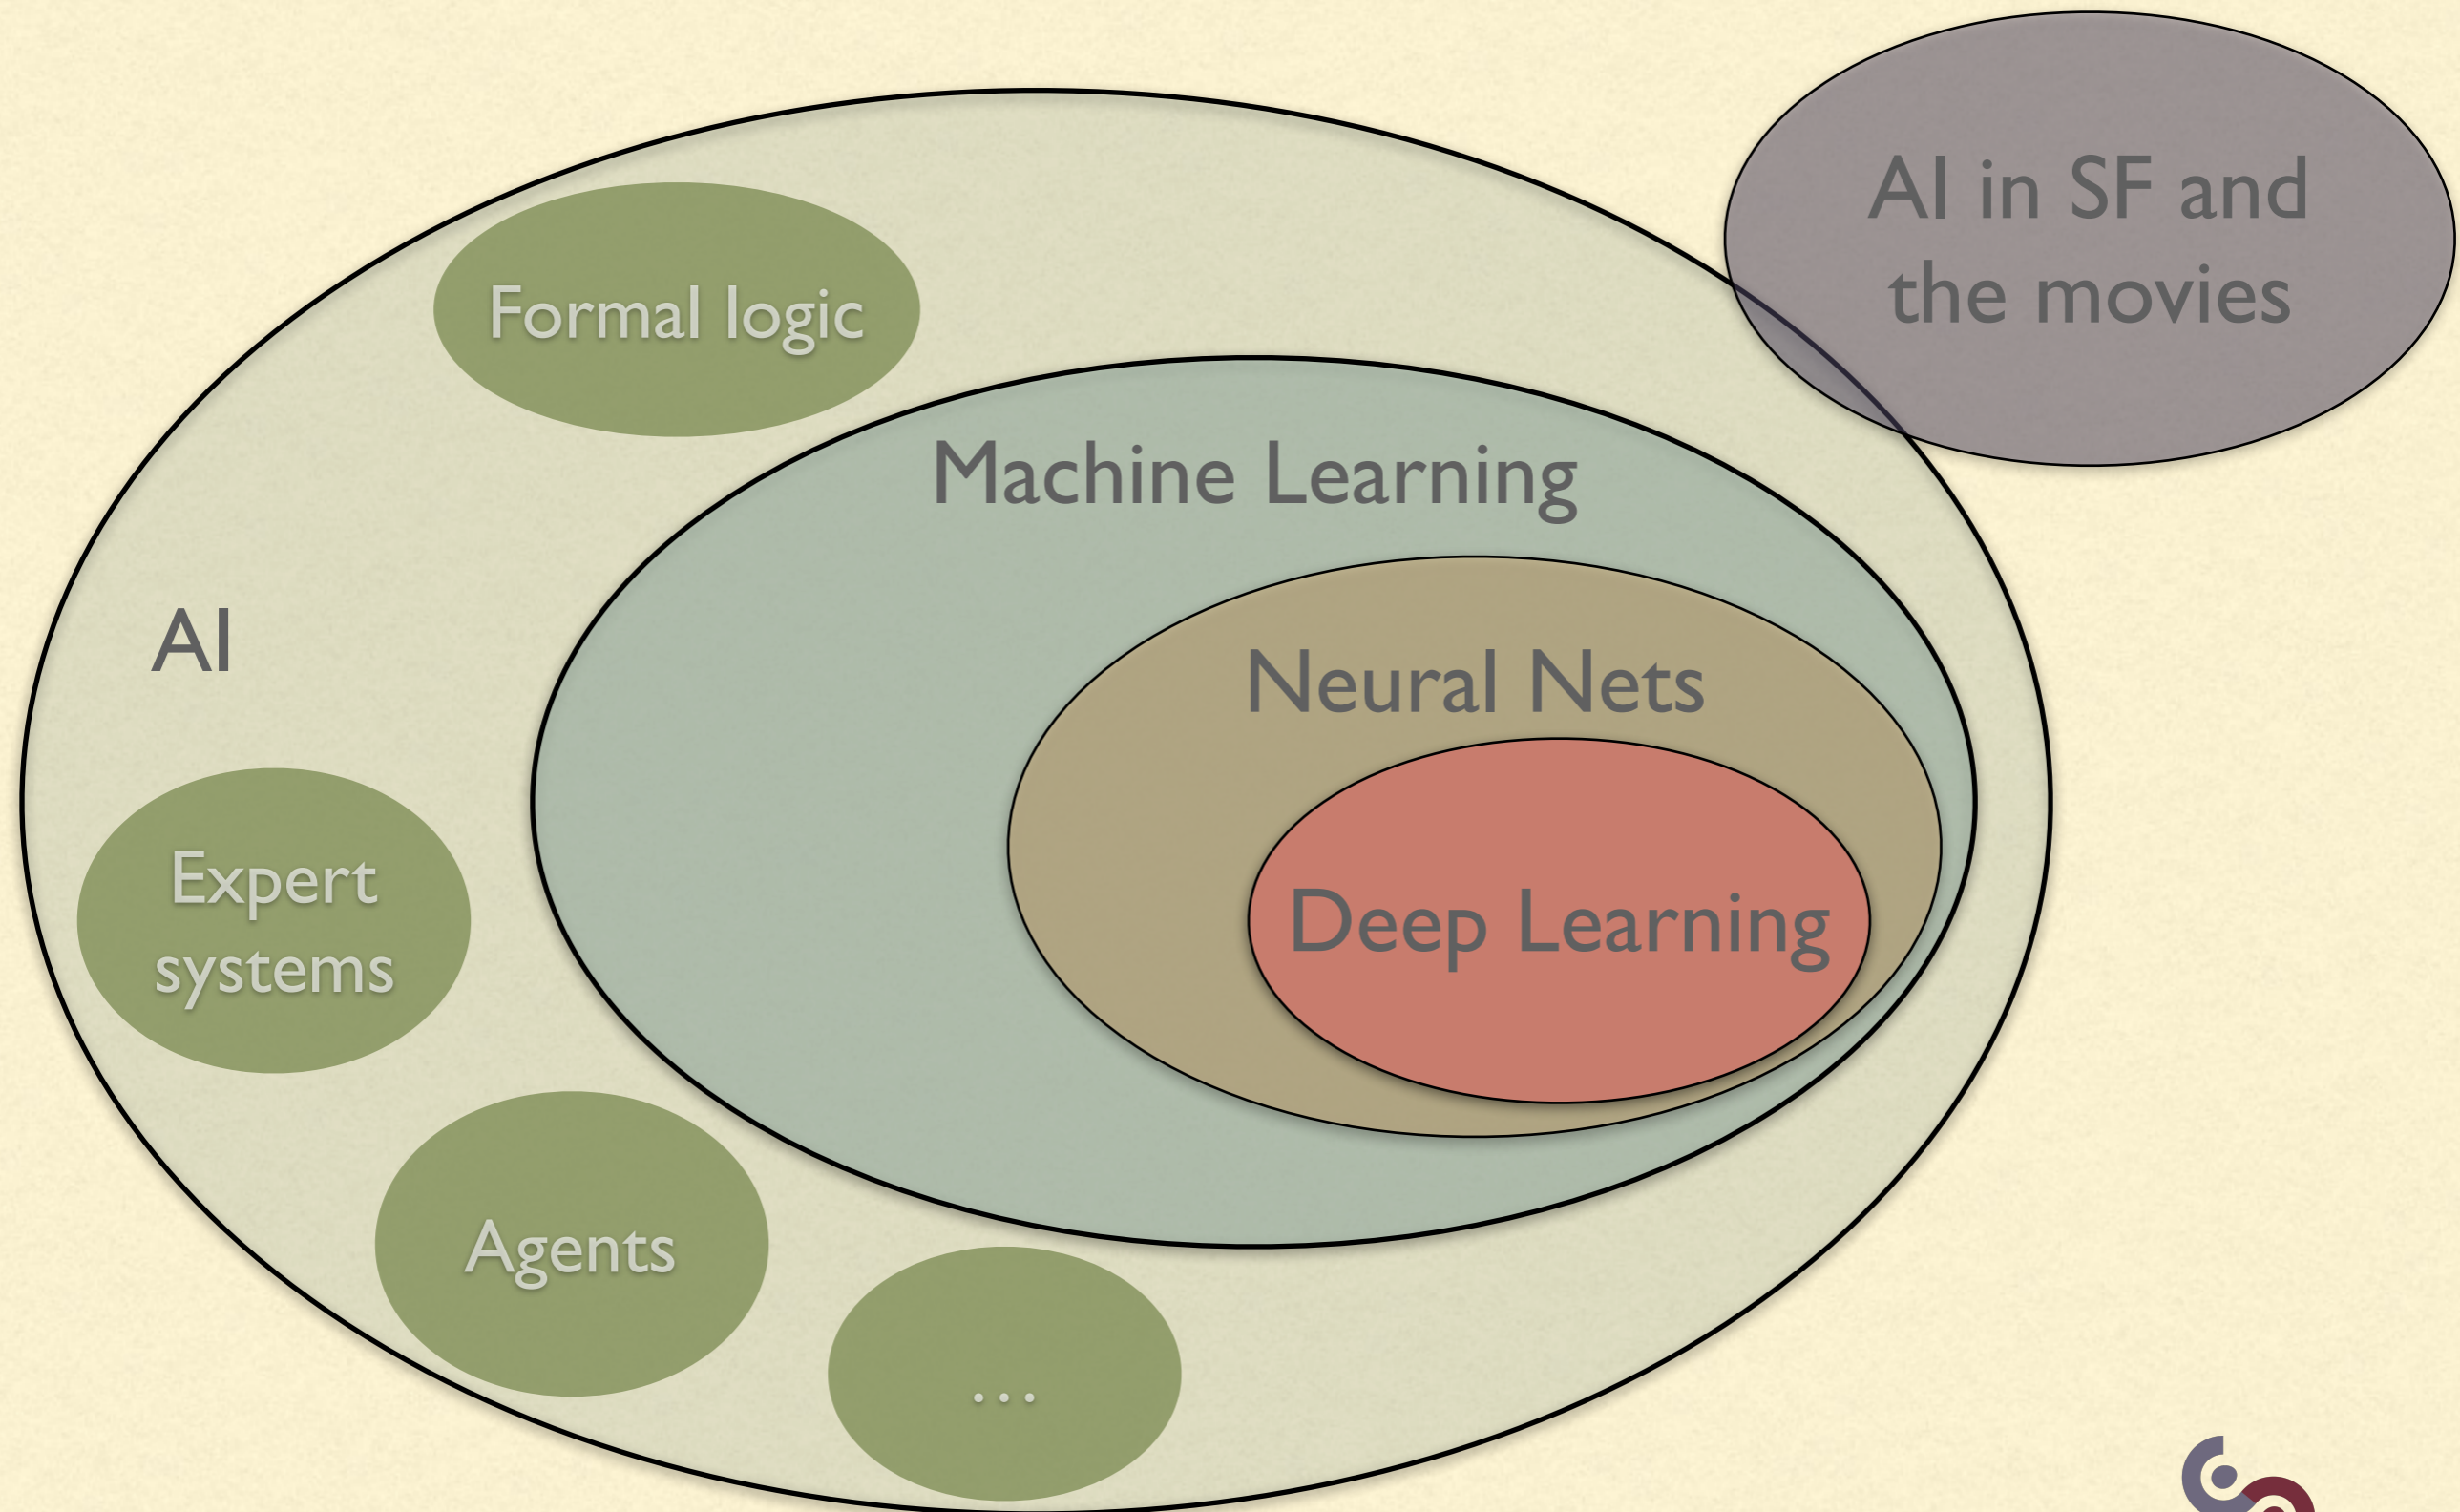 AI in SF and
the movies
Formal logic
Machine Learning
AI
Neural Nets
Expert
systems
Deep Learning
Agents
...